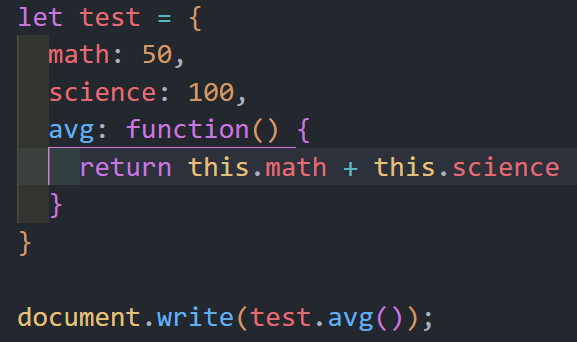 let test = {
  math: 50,
  science: 100,
  avg: function() {
    return this.math + this.science
  }
}

document.write(test.avg());